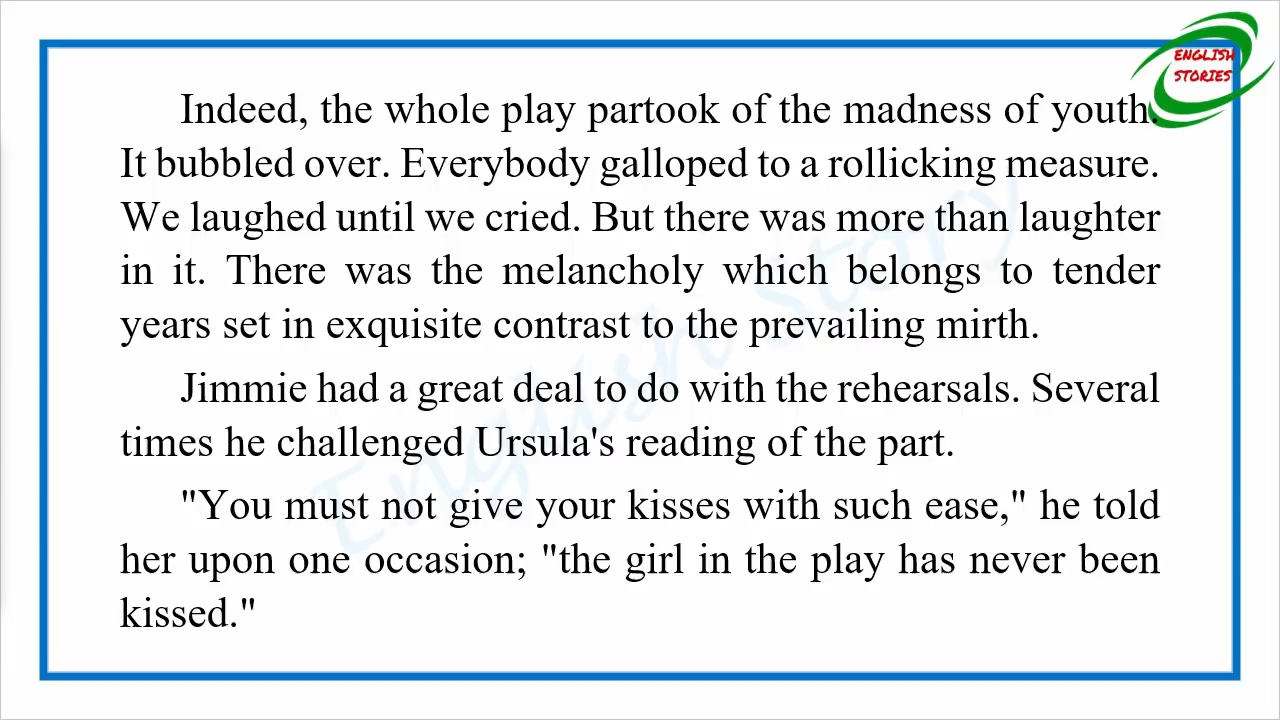 ENGLISH
STORIES
Indeed, the whole play partook of the madness of youth.
It bubbled over. Everybody galloped to a rollicking measure.
We laughed until we cried. But there was more than laughter
in it. There was the melancholy which belongs to tender
years set in exquisite contrast to the prevailing mirth.
Jimmie had a great deal to do with the rehearsals. Several
times he challenged Ursula's reading of the part.
"You must not give your kisses with such ease," he told
her upon one occasion; "the girl in the play has never been
kissed."
English Story